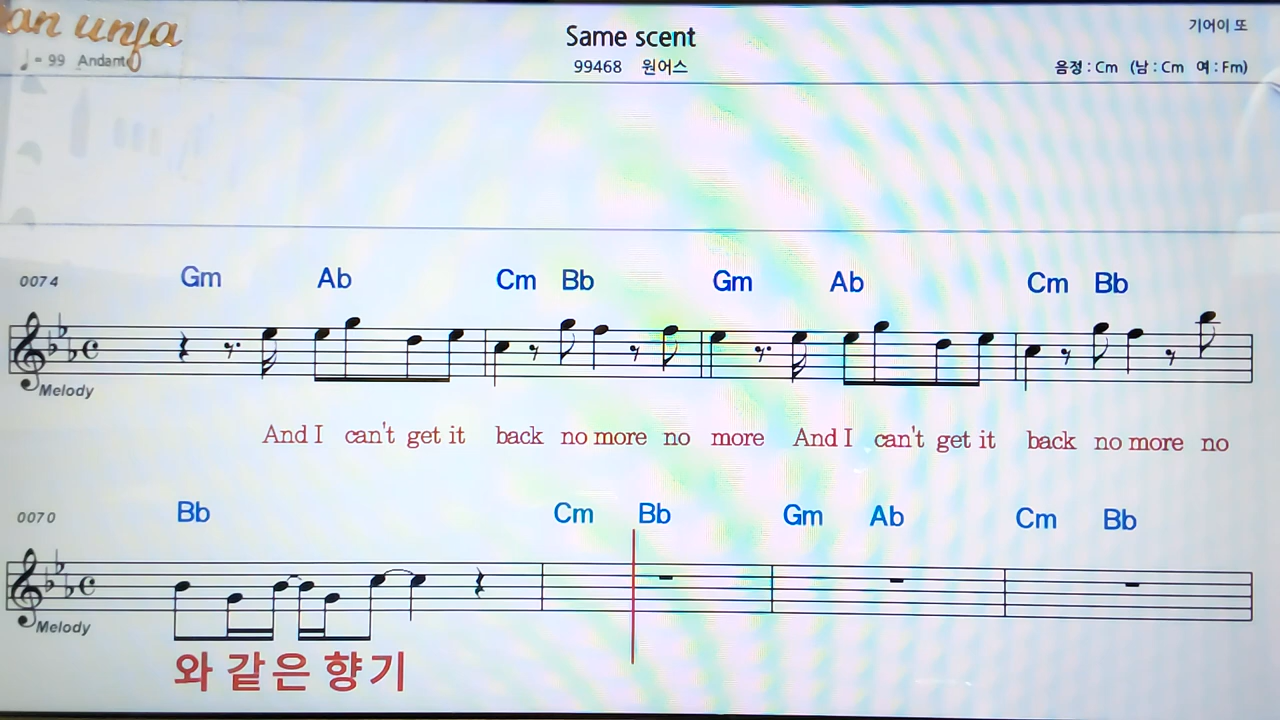 an unfa
Same scent
기어이 또
♩= 99 Andante
99468 원어스
음정 : Cm (남 : Cm 여 : Fm)
0074 Gm Ab Cm Bb Gm Ab Cm Bb
Melody
And I can't get it back no more no more And I can't get it back no more no
0070 Bb Cm Bb Gm Ab Cm Bb
Melody
와 같은 향기